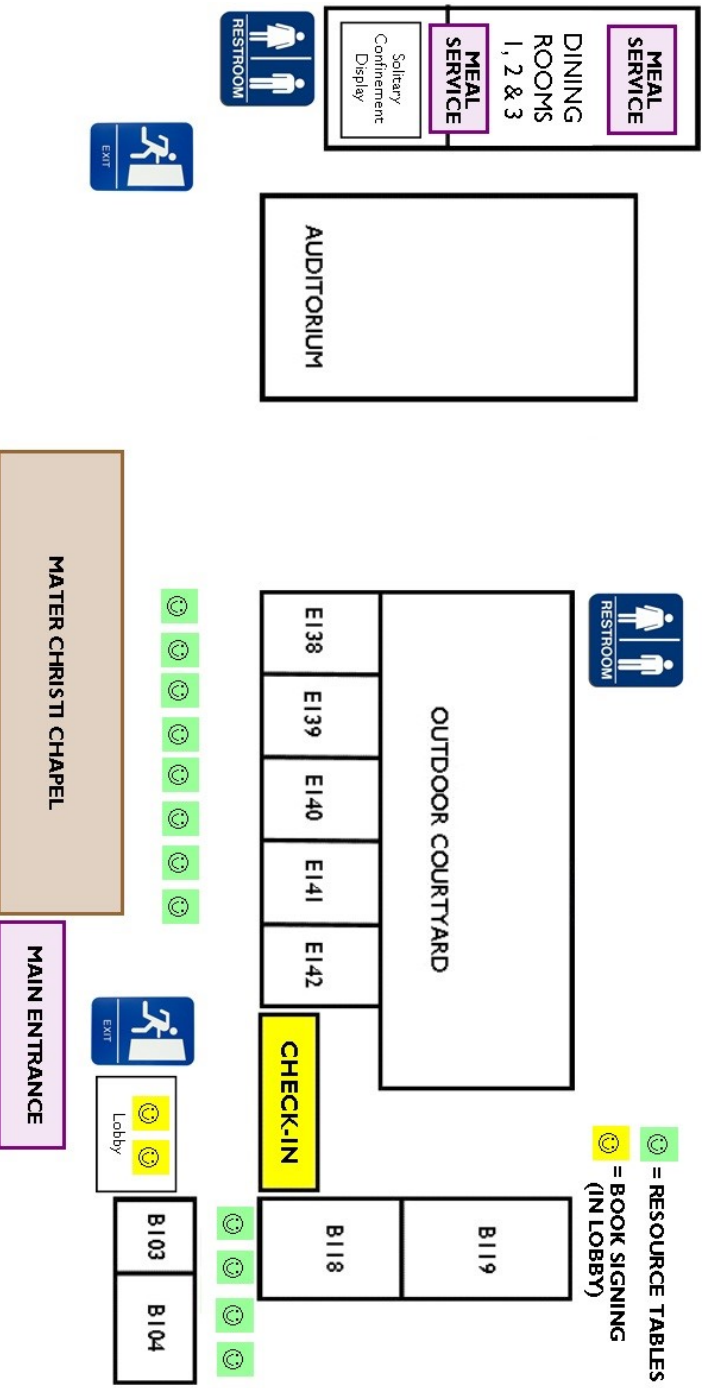 MEAL
SERVICE
☺ = RESOURCE TABLES
☺ = BOOK SIGNING
(IN LOBBY)
DINING
ROOMS
1, 2 & 3
MEAL
SERVICE
Solitary
Confinement
Display
RESTROOM
RESTROOM
AUDITORIUM
OUTDOOR COURTYARD
B119
B118
E138
E139
E140
E141
E142
CHECK-IN
EXIT
EXIT
Lobby
B103
B104
MATER CHRISTI CHAPEL
MAIN ENTRANCE